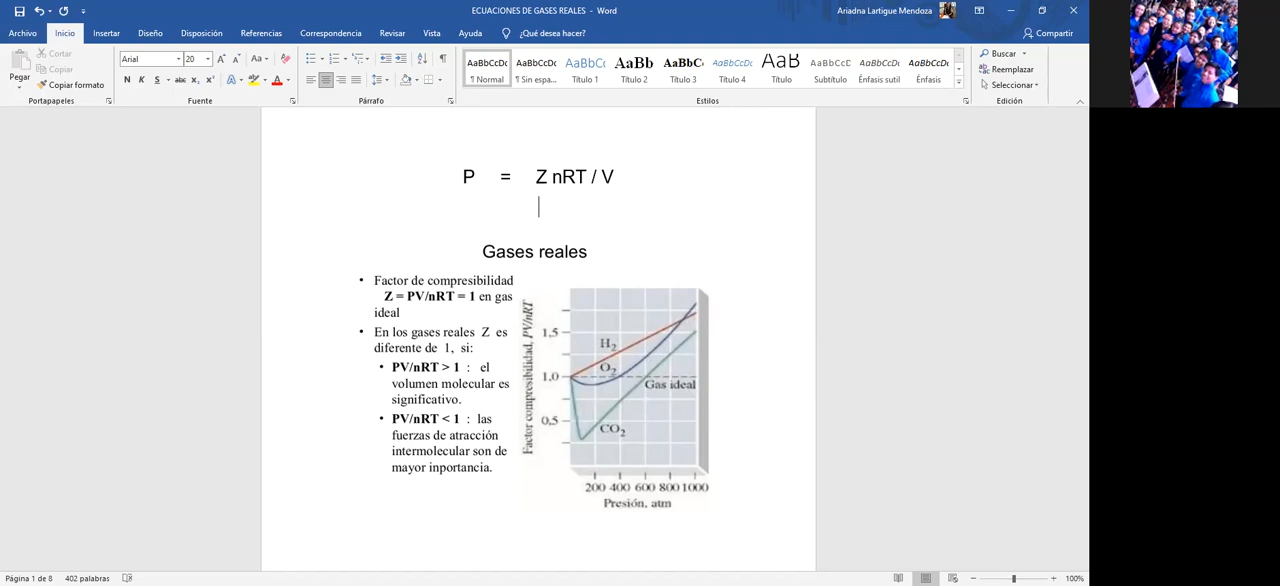 ECUACIONES DE GASES REALES - Word
Ariadna Lartigue Mendoza
Archivo Inicio Insertar Diseño Disposición Referencias Correspondencia Revisar Vista Ayuda ¿Qué desea hacer? Compartir
Pegar
Cortar
Copiar
Copiar formato
Portapapeles
Arial 20
N K S abc x₂ x²
Fuente
Párrafo
AaBbCcDc AaBbCcDc AaBbCc AaBb AaBbC AaBbCcDc AaB AaBbCcD AaBbCcDc AaBbCcDc
¶ Normal ¶ Sin espa... Título 1 Título 2 Título 3 Título 4 Título Subtítulo Énfasis sutil Énfasis
Estilos
Buscar
Reemplazar
Seleccionar
Edición
P = Z nRT / V
Gases reales
• Factor de compresibilidad
Z = PV/nRT = 1 en gas
ideal
• En los gases reales Z es
diferente de 1, si:
• PV/nRT > 1 : el
volumen molecular es
significativo.
• PV/nRT < 1 : las
fuerzas de atracción
intermolecular son de
mayor inportancia.
Factor compresibilidad, PV/nRT
1,5
1.0
0,5
H₂
O₂
Gas ideal
CO₂
200 400 600 800 1000
Presión, atm
Página 1 de 8 402 palabras
100%